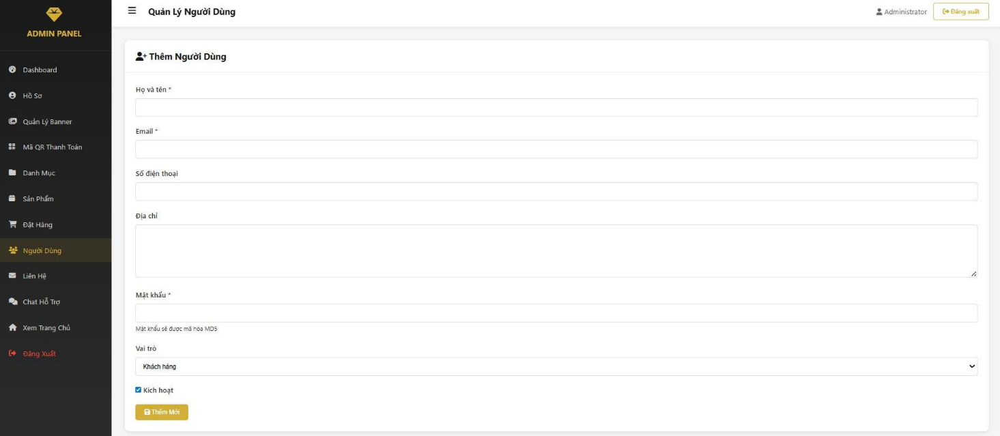 ADMIN PANEL
Dashboard
Hồ Sơ
Quản Lý Banner
Mã QR Thanh Toán
Danh Mục
Sản Phẩm
Đặt Hàng
Người Dùng
Liên Hệ
Chat Hỗ Trợ
Xem Trang Chủ
Đăng Xuất
Quản Lý Người Dùng
Administrator
Đăng xuất
Thêm Người Dùng
Họ và tên *
Email *
Số điện thoại
Địa chỉ
Mật khẩu *
Mật khẩu sẽ được mã hóa MD5
Vai trò
Khách hàng
Kích hoạt
Thêm Mới